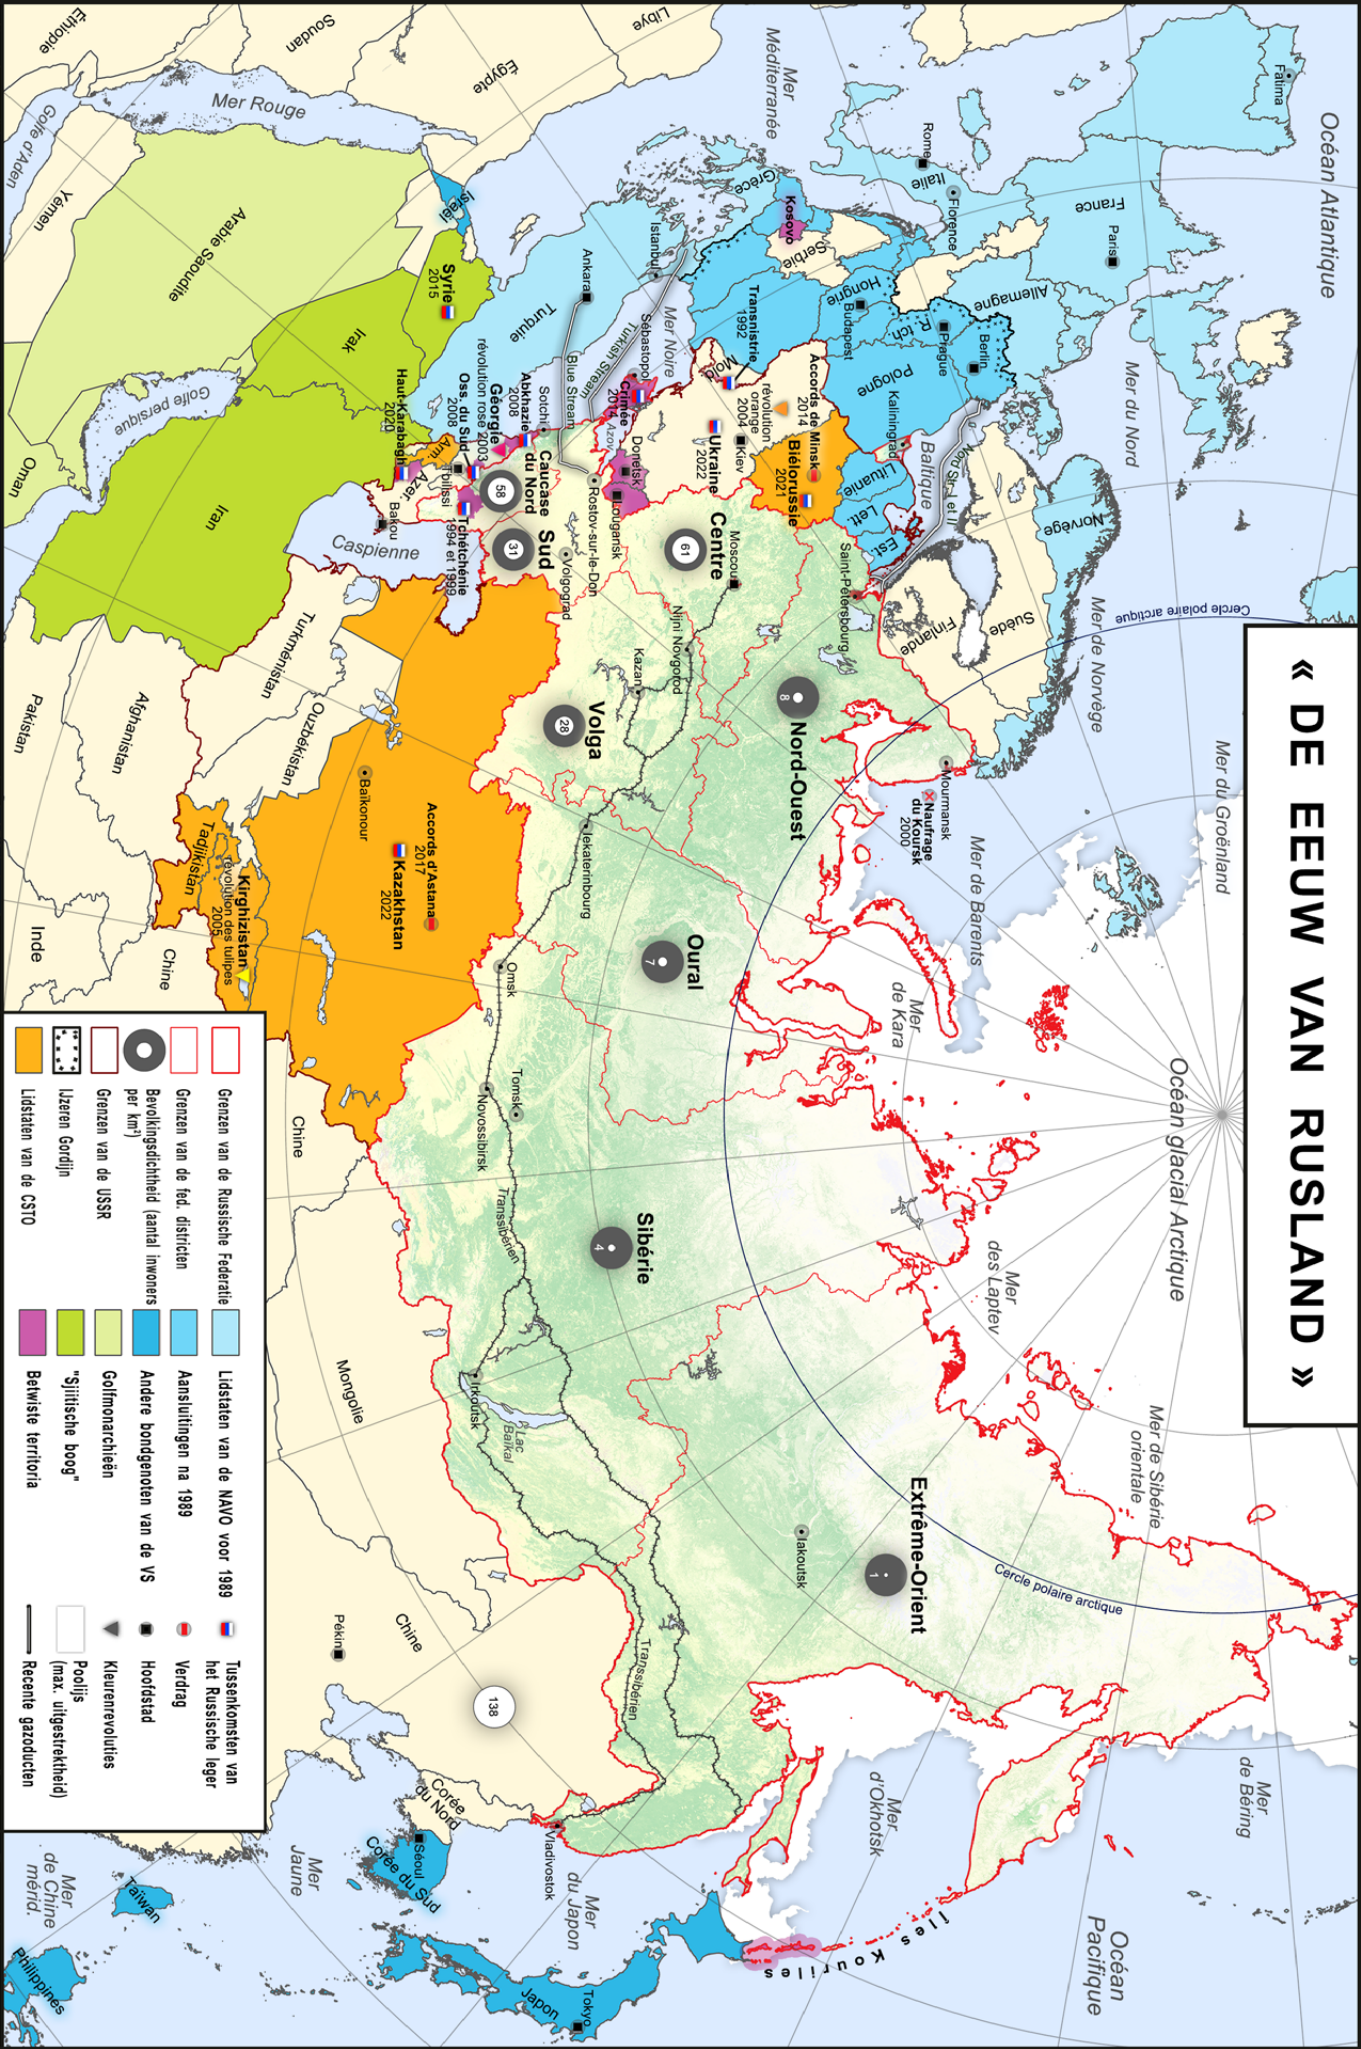 « DE EEUW VAN RUSLAND »
Océan Atlantique
Mer du Nord
Mer de Norvège
Mer du Groënland
Cercle polaire arctique
Océan glacial Arctique
Mer de Barents
Mer
de Kara
Mer
des Laptev
Mer de Sibérie
orientale
Mer
de Béring
Océan
Pacifique
Mer
d'Okhotsk
Îles Kouriles
Cercle polaire arctique
Fatima
France
Paris
Rome
Italie
Florence
Mer
Méditerranée
Allemagne
Berlin
Prague
R. tch.
Hongrie
Budapest
Pologne
Serbie
Kosovo
Grèce
Norvège
Suède
Finlande
Baltique
Nord Str. I et II
Kaliningrad
Lituanie
Lett.
Est.
Saint-Pétersbourg
Mourmansk
Naufrage
du Koursk
2000
Accords de Minsk
2014
Biélorussie
2021
Transnistrie
1992
Mold.
révolution
orange
2004
Kiev
Ukraine
2022
Mer Noire
Sébastopol
Crimée
2014
Azov
Donetsk
Lougansk
Istanbul
Ankara
Turquie
Turkish Stream
Blue Stream
Sotchi
Abkhazie
2008
Géorgie
révolution rose 2003
Oss. du Sud
2008
Haut-Karabagh
2020
Arm.
Azer.
Tbilissi
Bakou
Tchétchénie
1994 et 1999
Caucase
du Nord
58
Sud
31
Rostov-sur-le-Don
Volgograd
Centre
61
Moscou
Nijni Novgorod
Kazan
Volga
28
Nord-Ouest
8
Oural
7
Iekaterinbourg
Omsk
Tomsk
Novossibirsk
Transsibérien
Sibérie
4
Irkoutsk
Lac
Baïkal
Extrême-Orient
1
Iakoutsk
Transsibérien
Vladivostok
Libye
Égypte
Soudan
Éthiopie
Mer Rouge
Golfe d'Aden
Yémen
Arabie Saoudite
Israël
Syrie
2015
Irak
Golfe persique
Oman
Iran
Caspienne
Turkménistan
Ouzbékistan
Afghanistan
Pakistan
Tadjikistan
Kirghizistan
révolution des tulipes
2005
Baïkonour
Accords d'Astana
2017
Kazakhstan
2022
Inde
Chine
Chine
Mongolie
Chine
138
Pékin
Corée
du Nord
Séoul
Corée du Sud
Mer
Jaune
Mer
du Japon
Japon
Tokyo
Taïwan
Mer
de Chine
mérid.
Philippines
Grenzen van de Russische Federatie
Grenzen van de fed. districten
Bevolkingsdichtheid (aantal inwoners
per km²)
Grenzen van de USSR
IJzeren Gordijn
Lidstaten van de CSTO
Lidstaten van de NAVO voor 1989
Aansluitingen na 1989
Andere bondgenoten van de VS
Golfmonarchieën
"Sjiitische boog"
Betwiste territoria
Tussenkomsten van
het Russische leger
Verdrag
Hoofdstad
Kleurenrevoluties
Poolijs
(max. uitgestrektheid)
Recente gazoducten